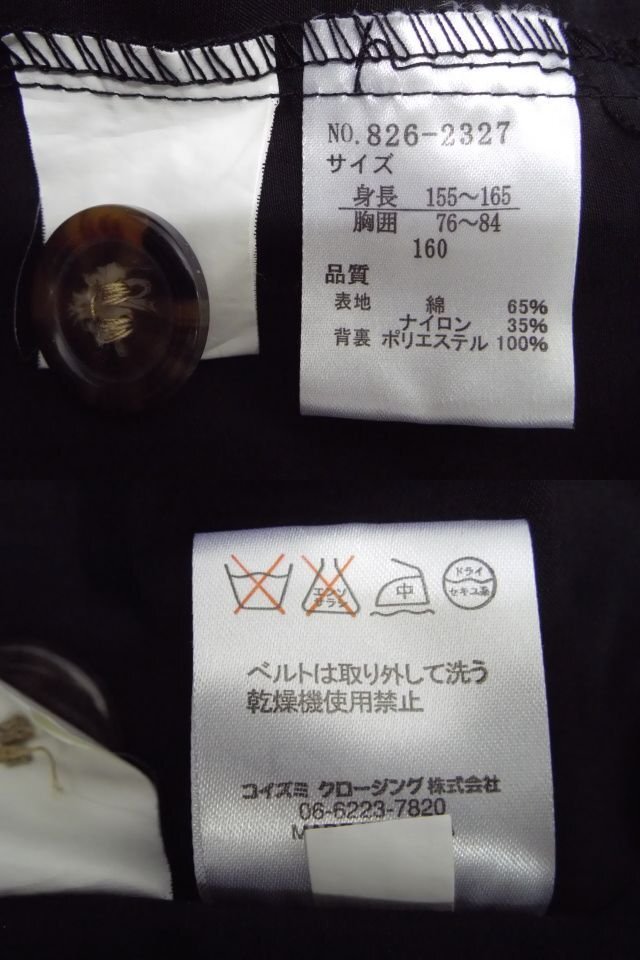 NO. 826-2327
サイズ
身長 155〜165
胸囲 76〜84
160
品質
表地 綿 65%
ナイロン 35%
背裏 ポリエステル 100%
エンソ
サラシ
中
ドライ
セキユ系
ベルトは取り外して洗う
乾燥機使用禁止
コイズミ クロージング株式会社
06-6223-7820